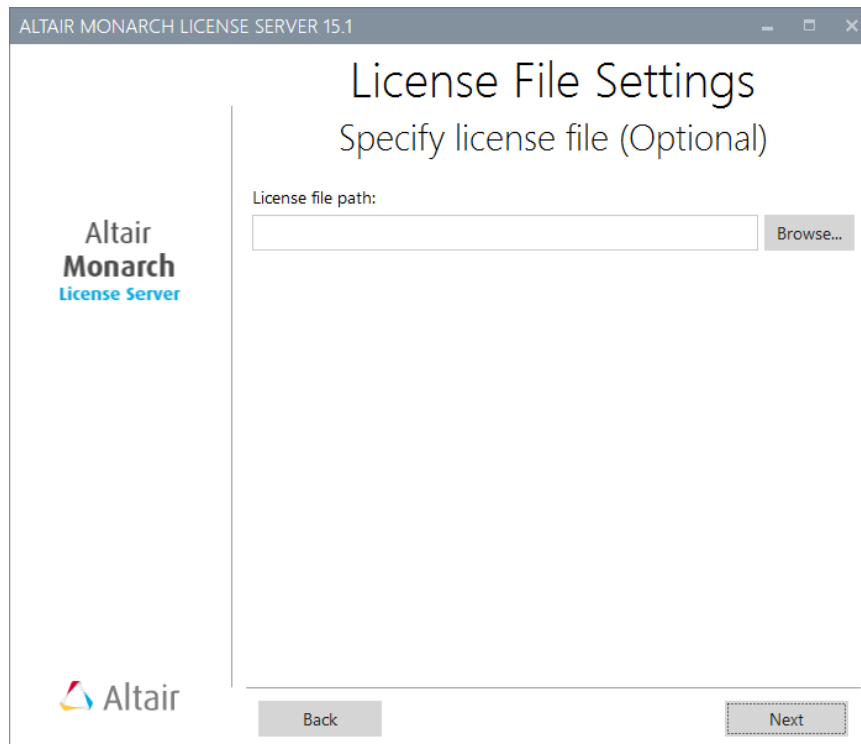 ALTAIR MONARCH LICENSE SERVER 15.1
License File Settings
Specify license file (Optional)
License file path:
Browse...
Altair
Monarch
License Server
Altair
Back
Next